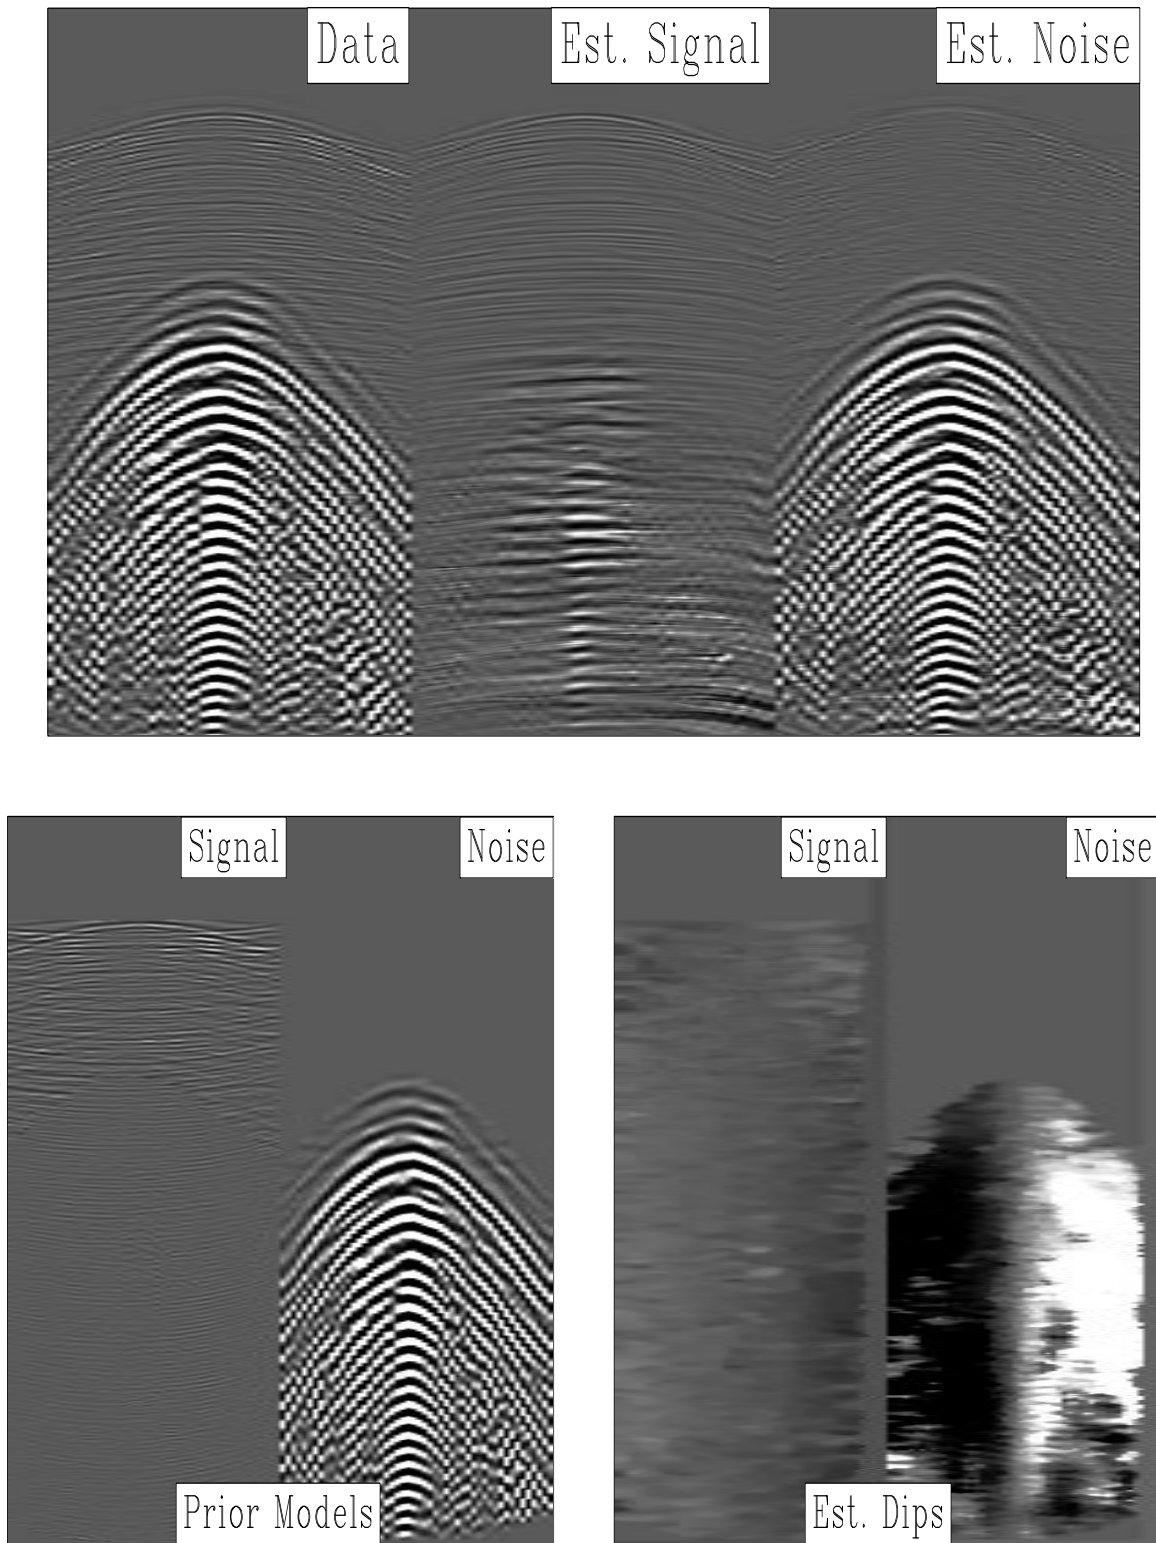 Data
Est. Signal
Est. Noise
Signal
Noise
Prior Models
Signal
Noise
Est. Dips